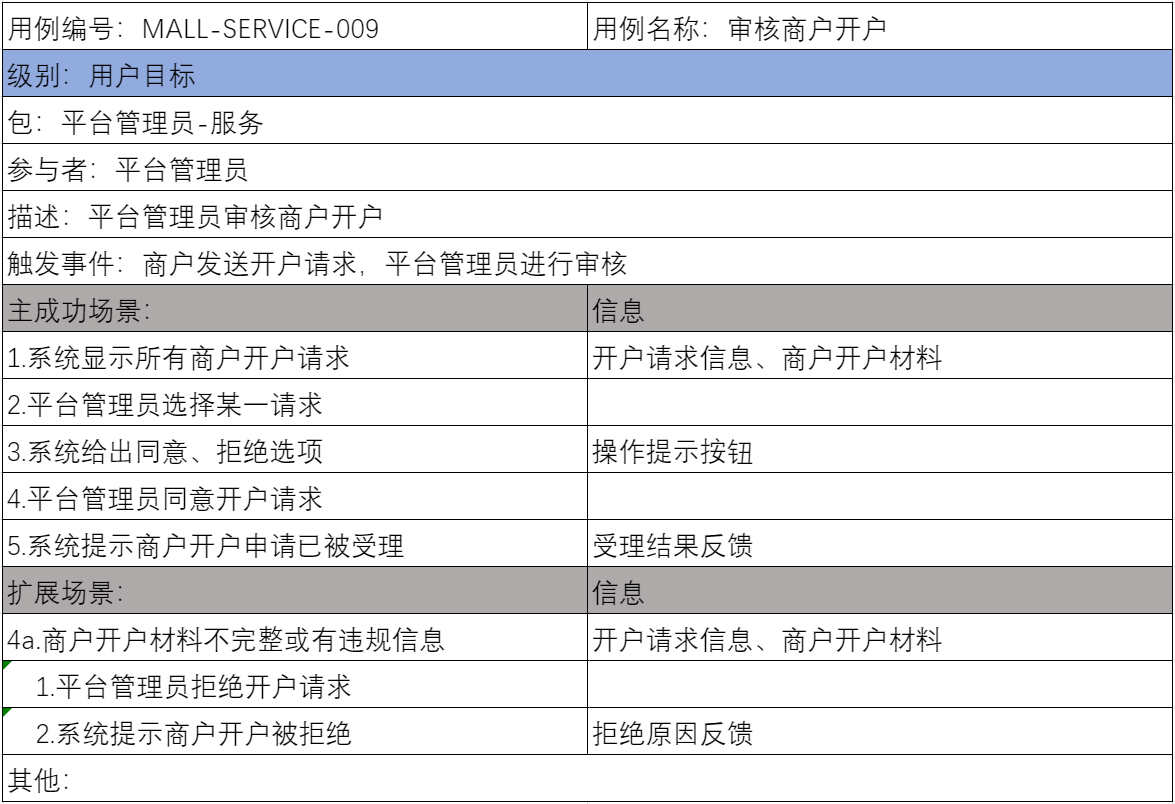 用例编号：MALL-SERVICE-009
用例名称：审核商户开户
级别：用户目标
包：平台管理员-服务
参与者：平台管理员
描述：平台管理员审核商户开户
触发事件：商户发送开户请求，平台管理员进行审核
主成功场景：
信息
1.系统显示所有商户开户请求
开户请求信息、商户开户材料
2.平台管理员选择某一请求
3.系统给出同意、拒绝选项
操作提示按钮
4.平台管理员同意开户请求
5.系统提示商户开户申请已被受理
受理结果反馈
扩展场景：
信息
4a.商户开户材料不完整或有违规信息
开户请求信息、商户开户材料
1.平台管理员拒绝开户请求
2.系统提示商户开户被拒绝
拒绝原因反馈
其他：